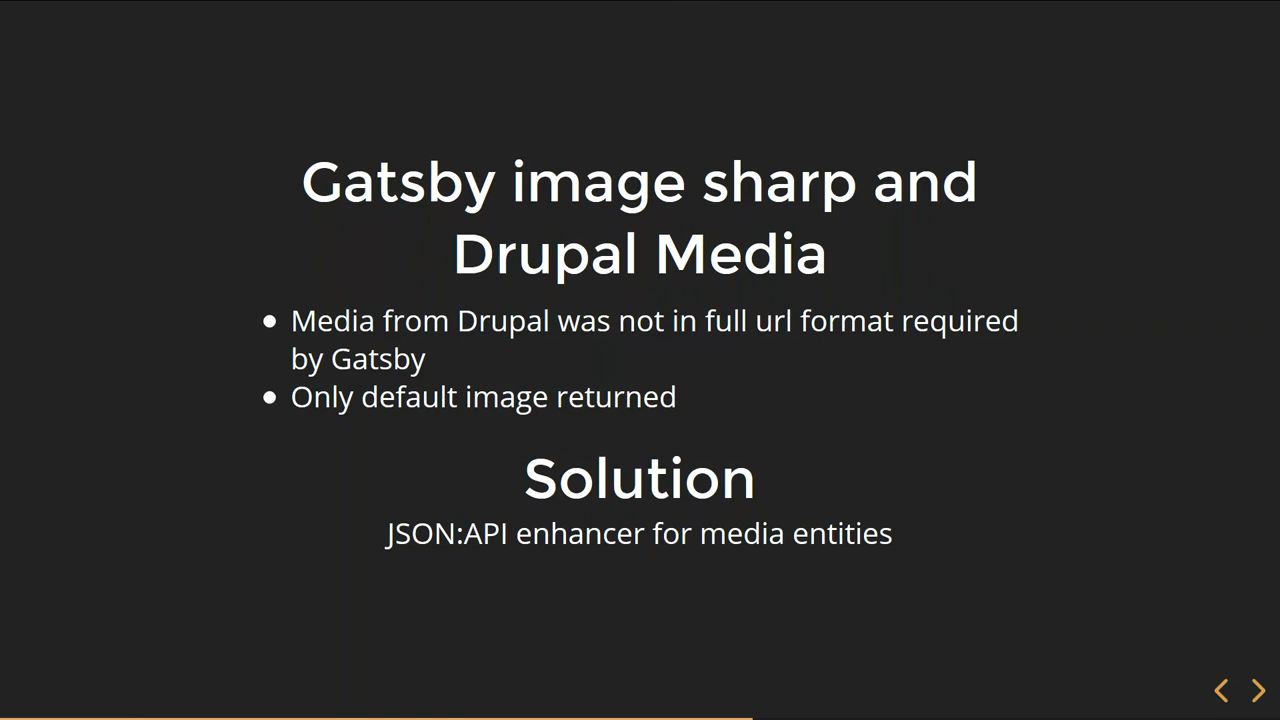 Gatsby image sharp and
Drupal Media
Media from Drupal was not in full url format required
by Gatsby
Only default image returned
Solution
JSON:API enhancer for media entities